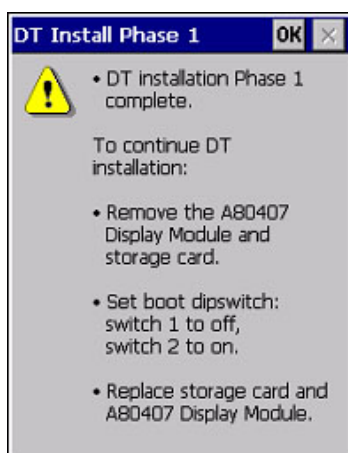 DT Install Phase 1 OK ×
• DT installation Phase 1
complete.
To continue DT
installation:
• Remove the A80407
Display Module and
storage card.
• Set boot dipswitch:
switch 1 to off,
switch 2 to on.
• Replace storage card and
A80407 Display Module.